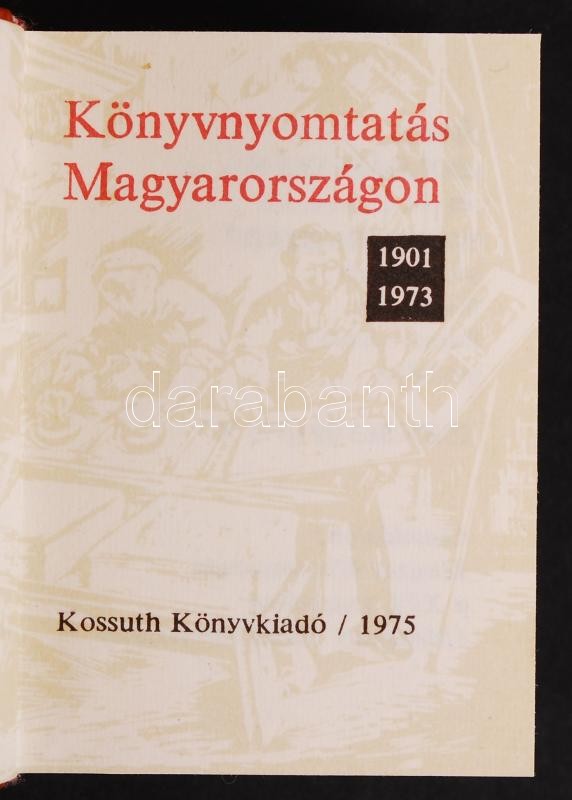 Könyvnyomtatás
Magyarországon
1901
1973
darabanth
Kossuth Könyvkiadó / 1975